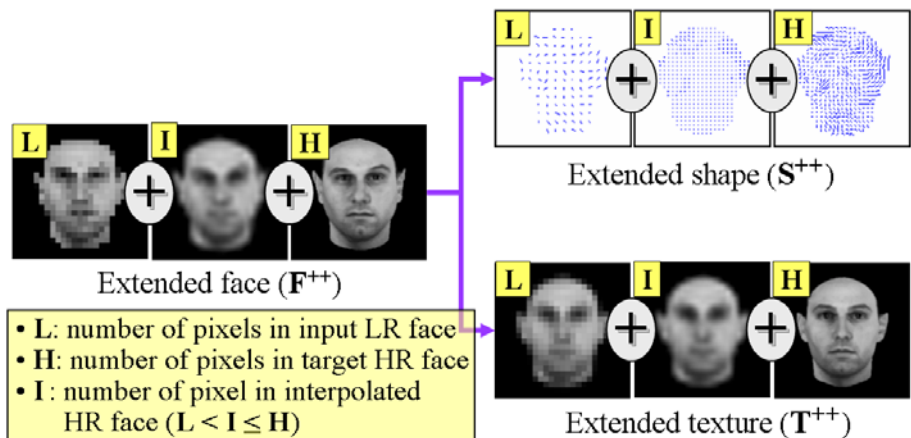 L I H
Extended shape (S++)
L I H
Extended face (F++)
L I H
Extended texture (T++)
• L: number of pixels in input LR face
• H: number of pixels in target HR face
• I : number of pixel in interpolated
HR face (L < I ≤ H)